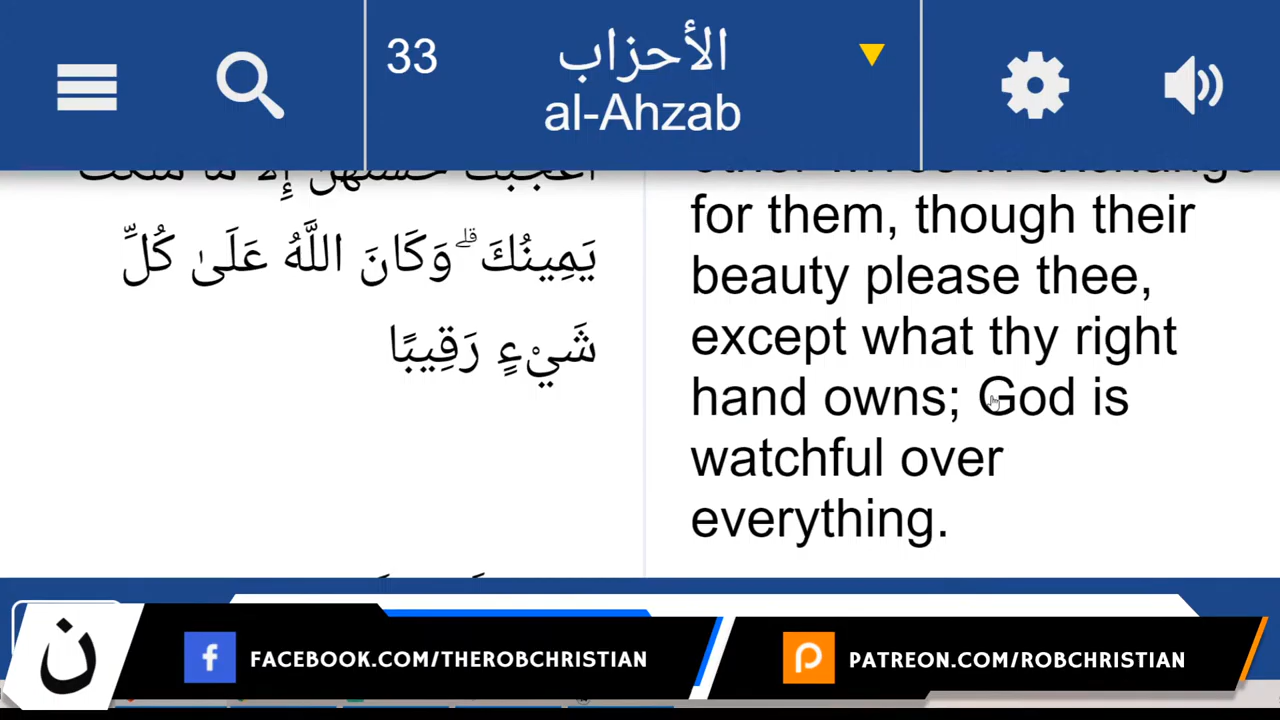 33
الأحزاب
al-Ahzab
يَمِينُكَ ۗ وَكَانَ اللَّهُ عَلَىٰ كُلِّ
شَيْءٍ رَقِيبًا
for them, though their
beauty please thee,
except what thy right
hand owns; God is
watchful over
everything.
ن
FACEBOOK.COM/THEROBCHRISTIAN
PATREON.COM/ROBCHRISTIAN